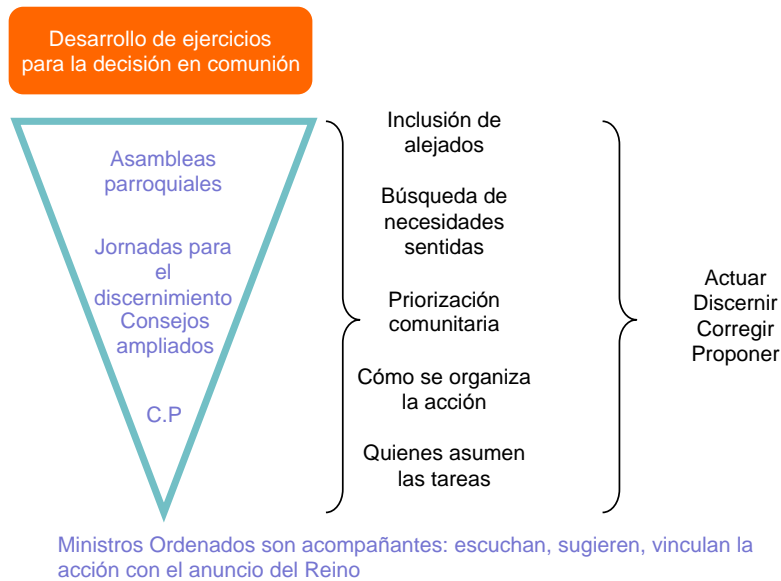 Desarrollo de ejercicios
para la decisión en comunión
Asambleas
parroquiales
Jornadas para
el
discernimiento
Consejos
ampliados
C.P
Inclusión de
alejados
Búsqueda de
necesidades
sentidas
Priorización
comunitaria
Cómo se organiza
la acción
Quienes asumen
las tareas
Actuar
Discernir
Corregir
Proponer
Ministros Ordenados son acompañantes: escuchan, sugieren, vinculan la
acción con el anuncio del Reino